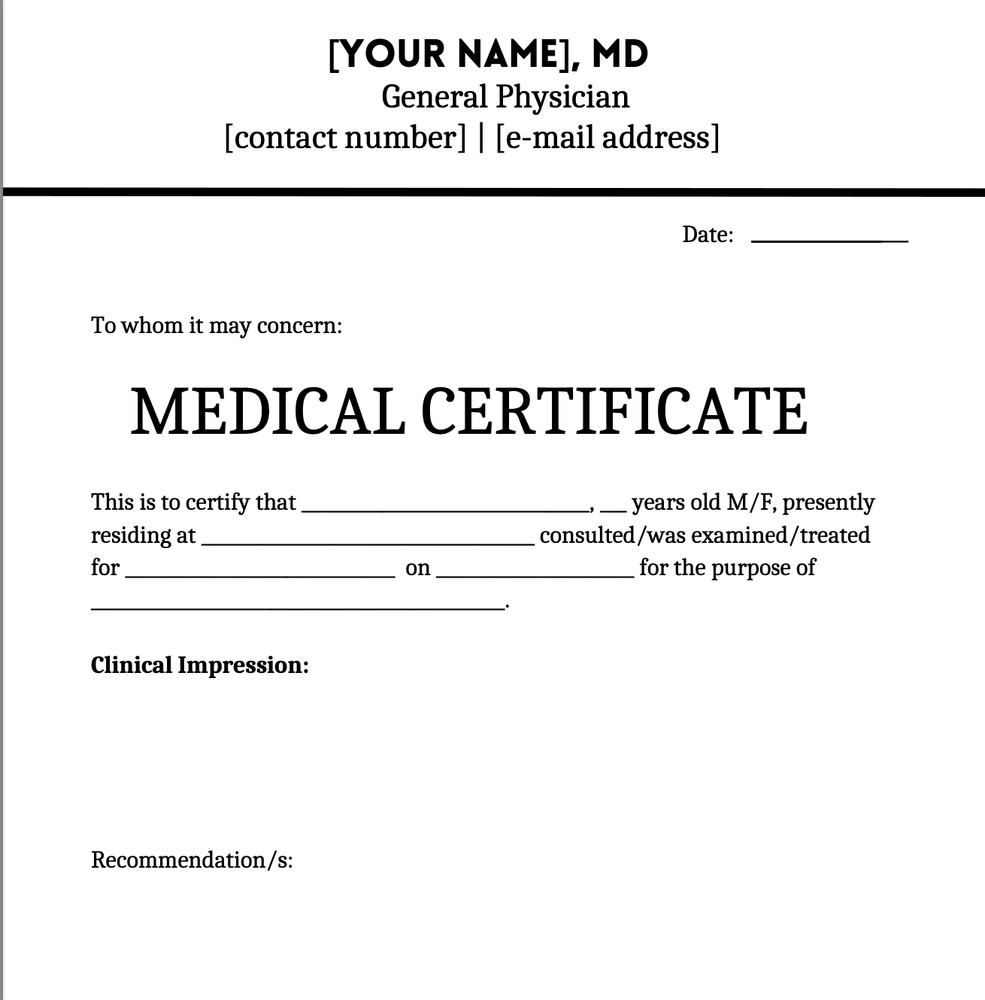 [YOUR NAME], MD
General Physician
[contact number] | [e-mail address]
Date: ______________
To whom it may concern:
MEDICAL CERTIFICATE
This is to certify that __________________________, __ years old M/F, presently
residing at ______________________________ consulted/was examined/treated
for ________________________ on __________________ for the purpose of
_____________________________________.
Clinical Impression:
Recommendation/s: